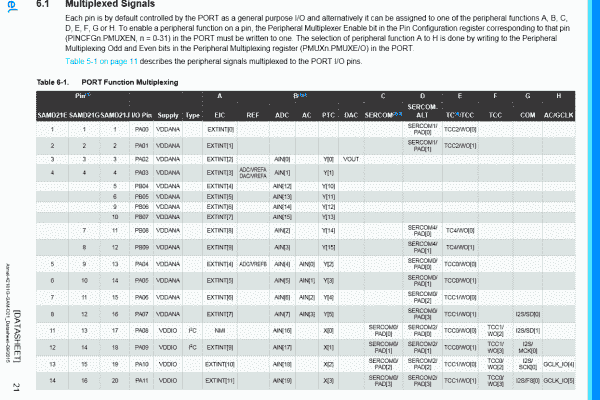 6.1 Multiplexed Signals
Each pin is by default controlled by the PORT as a general purpose I/O and alternatively it can be assigned to one of the peripheral functions A, B, C,
D, E, F, G or H. To enable a peripheral function on a pin, the Peripheral Multiplexer Enable bit in the Pin Configuration register corresponding to that pin
(PINCFGn.PMUXEN, n = 0-31) in the PORT must be written to one. The selection of peripheral function A to H is done by writing to the Peripheral
Multiplexing Odd and Even bits in the Peripheral Multiplexing register (PMUXn.PMUXE/O) in the PORT.
Table 6-1 on page 11 describes the peripheral signals multiplexed to the PORT I/O pins.
Table 6-1. PORT Function Multiplexing
Pin A B C D E F G H
SAMD21E SAMD21G SAMD21J I/O Pin Supply Type EIC REF ADC AC PTC DAC SERCOM SERCOM-ALT TC/TCC TCC COM AC/GCLK
1 1 1 PA00 VDDANA EXTINT[0] SERCOM1/PAD[0] TCC2/WO[0]
2 2 2 PA01 VDDANA EXTINT[1] SERCOM1/PAD[1] TCC2/WO[1]
3 3 3 PA02 VDDANA EXTINT[2] AIN[0] Y[0] VOUT
4 4 4 PA03 VDDANA EXTINT[3] ADC/VREFA DAC/VREFA AIN[1] Y[1]
5 PB04 VDDANA EXTINT[4] AIN[12] Y[10]
6 PB05 VDDANA EXTINT[5] AIN[13] Y[11]
9 PB06 VDDANA EXTINT[6] AIN[14] Y[12]
10 PB07 VDDANA EXTINT[7] AIN[15] Y[13]
7 11 PB08 VDDANA EXTINT[8] AIN[2] Y[14] SERCOM4/PAD[0] TC4/WO[0]
8 12 PB09 VDDANA EXTINT[9] AIN[3] Y[15] SERCOM4/PAD[1] TC4/WO[1]
5 9 13 PA04 VDDANA EXTINT[4] ADC/VREFB AIN[4] AIN[0] Y[2] SERCOM0/PAD[0] TCC0/WO[0]
6 10 14 PA05 VDDANA EXTINT[5] AIN[5] AIN[1] Y[3] SERCOM0/PAD[1] TCC0/WO[1]
7 11 15 PA06 VDDANA EXTINT[6] AIN[6] AIN[2] Y[4] SERCOM0/PAD[2] TCC1/WO[0]
8 12 16 PA07 VDDANA EXTINT[7] AIN[7] AIN[3] Y[5] SERCOM0/PAD[3] TCC1/WO[1] I2S/SD[0]
11 13 17 PA08 VDDIO I²C NMI AIN[16] X[0] SERCOM0/PAD[0] SERCOM2/PAD[0] TCC0/WO[0] TCC1/WO[2] I2S/SD[1]
12 14 18 PA09 VDDIO I²C EXTINT[9] AIN[17] X[1] SERCOM0/PAD[1] SERCOM2/PAD[1] TCC0/WO[1] TCC1/WO[3] I2S/MCK[0]
13 15 19 PA10 VDDIO EXTINT[10] AIN[18] X[2] SERCOM0/PAD[2] SERCOM2/PAD[2] TCC1/WO[0] TCC0/WO[2] I2S/SCK[0] GCLK_IO[4]
14 16 20 PA11 VDDIO EXTINT[11] AIN[19] X[3] SERCOM0/PAD[3] SERCOM2/PAD[3] TCC1/WO[1] TCC0/WO[3] I2S/FS[0] GCLK_IO[5]
[DATASHEET]
21